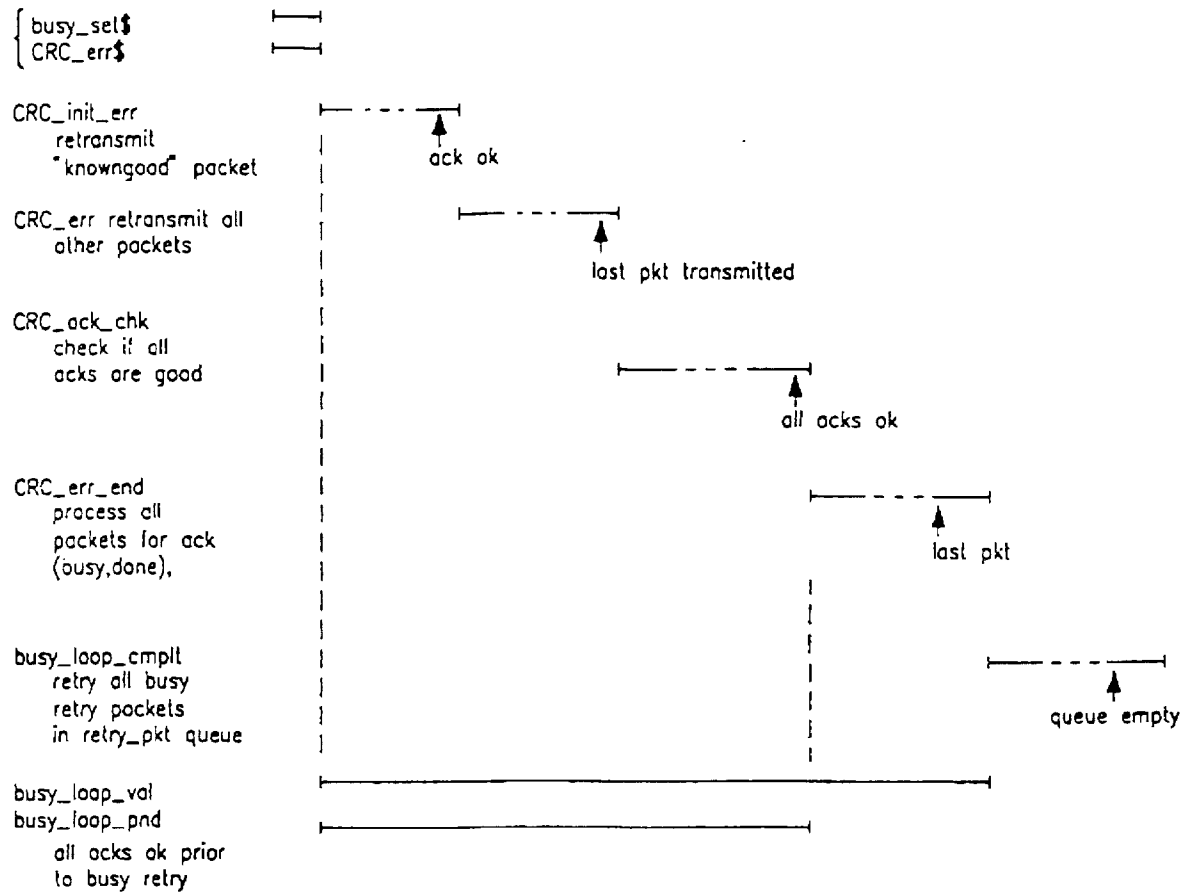 busy_sel$
CRC_err$
CRC_init_err
retransmit
"knowngood" packet
ack ok
CRC_err retransmit all
other packets
last pkt transmitted
CRC_ack_chk
check if all
acks are good
all acks ok
CRC_err_end
process all
packets for ack
(busy,done),
last pkt
busy_loop_cmplt
retry all busy
retry packets
in retry_pkt queue
queue empty
busy_loop_val
busy_loop_pnd
all acks ok prior
to busy retry